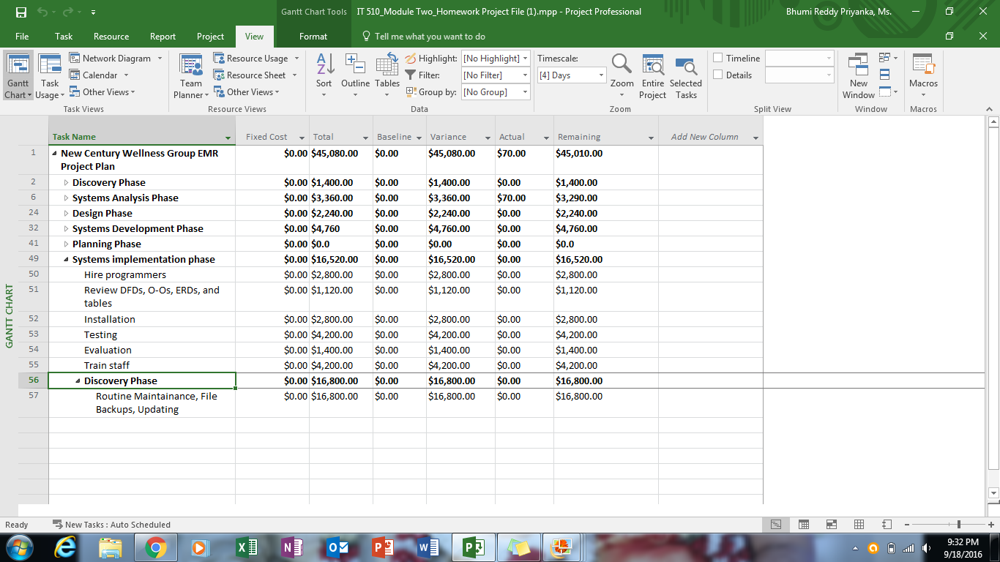 Gantt Chart Tools IT 510_Module Two_Homework Project File (1).mpp - Project Professional Bhumi Reddy Priyanka, Ms.
File Task Resource Report Project View Format Tell me what you want to do
Gantt Chart
Task Usage
Network Diagram
Calendar
Other Views
Task Views
Team Planner
Resource Usage
Resource Sheet
Other Views
Resource Views
Sort
Outline
Tables
Highlight: [No Highlight]
Filter: [No Filter]
Group by: [No Group]
Data
Timescale:
[4] Days
Zoom
Entire Project
Selected Tasks
Zoom
Timeline
Details
Split View
New Window
Window
Macros
Macros
Task Name Fixed Cost Total Baseline Variance Actual Remaining Add New Column
1 New Century Wellness Group EMR $0.00 $45,080.00 $0.00 $45,080.00 $70.00 $45,010.00
Project Plan
2 Discovery Phase $0.00 $1,400.00 $0.00 $1,400.00 $0.00 $1,400.00
6 Systems Analysis Phase $0.00 $3,360.00 $0.00 $3,360.00 $70.00 $3,290.00
24 Design Phase $0.00 $2,240.00 $0.00 $2,240.00 $0.00 $2,240.00
32 Systems Development Phase $0.00 $4,760 $0.00 $4,760.00 $0.00 $4,760.00
41 Planning Phase $0.00 $0.0 $0.00 $0.00 $0.00 $0.0
49 Systems implementation phase $0.00 $16,520.00 $0.00 $16,520.00 $0.00 $16,520.00
50 Hire programmers $0.00 $2,800.00 $0.00 $2,800.00 $0.00 $2,800.00
51 Review DFDs, O-Os, ERDs, and $0.00 $1,120.00 $0.00 $1,120.00 $0.00 $1,120.00
tables
52 Installation $0.00 $2,800.00 $0.00 $2,800.00 $0.00 $2,800.00
53 Testing $0.00 $4,200.00 $0.00 $4,200.00 $0.00 $4,200.00
54 Evaluation $0.00 $1,400.00 $0.00 $1,400.00 $0.00 $1,400.00
55 Train staff $0.00 $4,200.00 $0.00 $4,200.00 $0.00 $4,200.00
56 Discovery Phase $0.00 $16,800.00 $0.00 $16,800.00 $0.00 $16,800.00
57 Routine Maintainance, File $0.00 $16,800.00 $0.00 $16,800.00 $0.00 $16,800.00
Backups, Updating
GANTT CHART
Ready New Tasks : Auto Scheduled
9:32 PM
9/18/2016